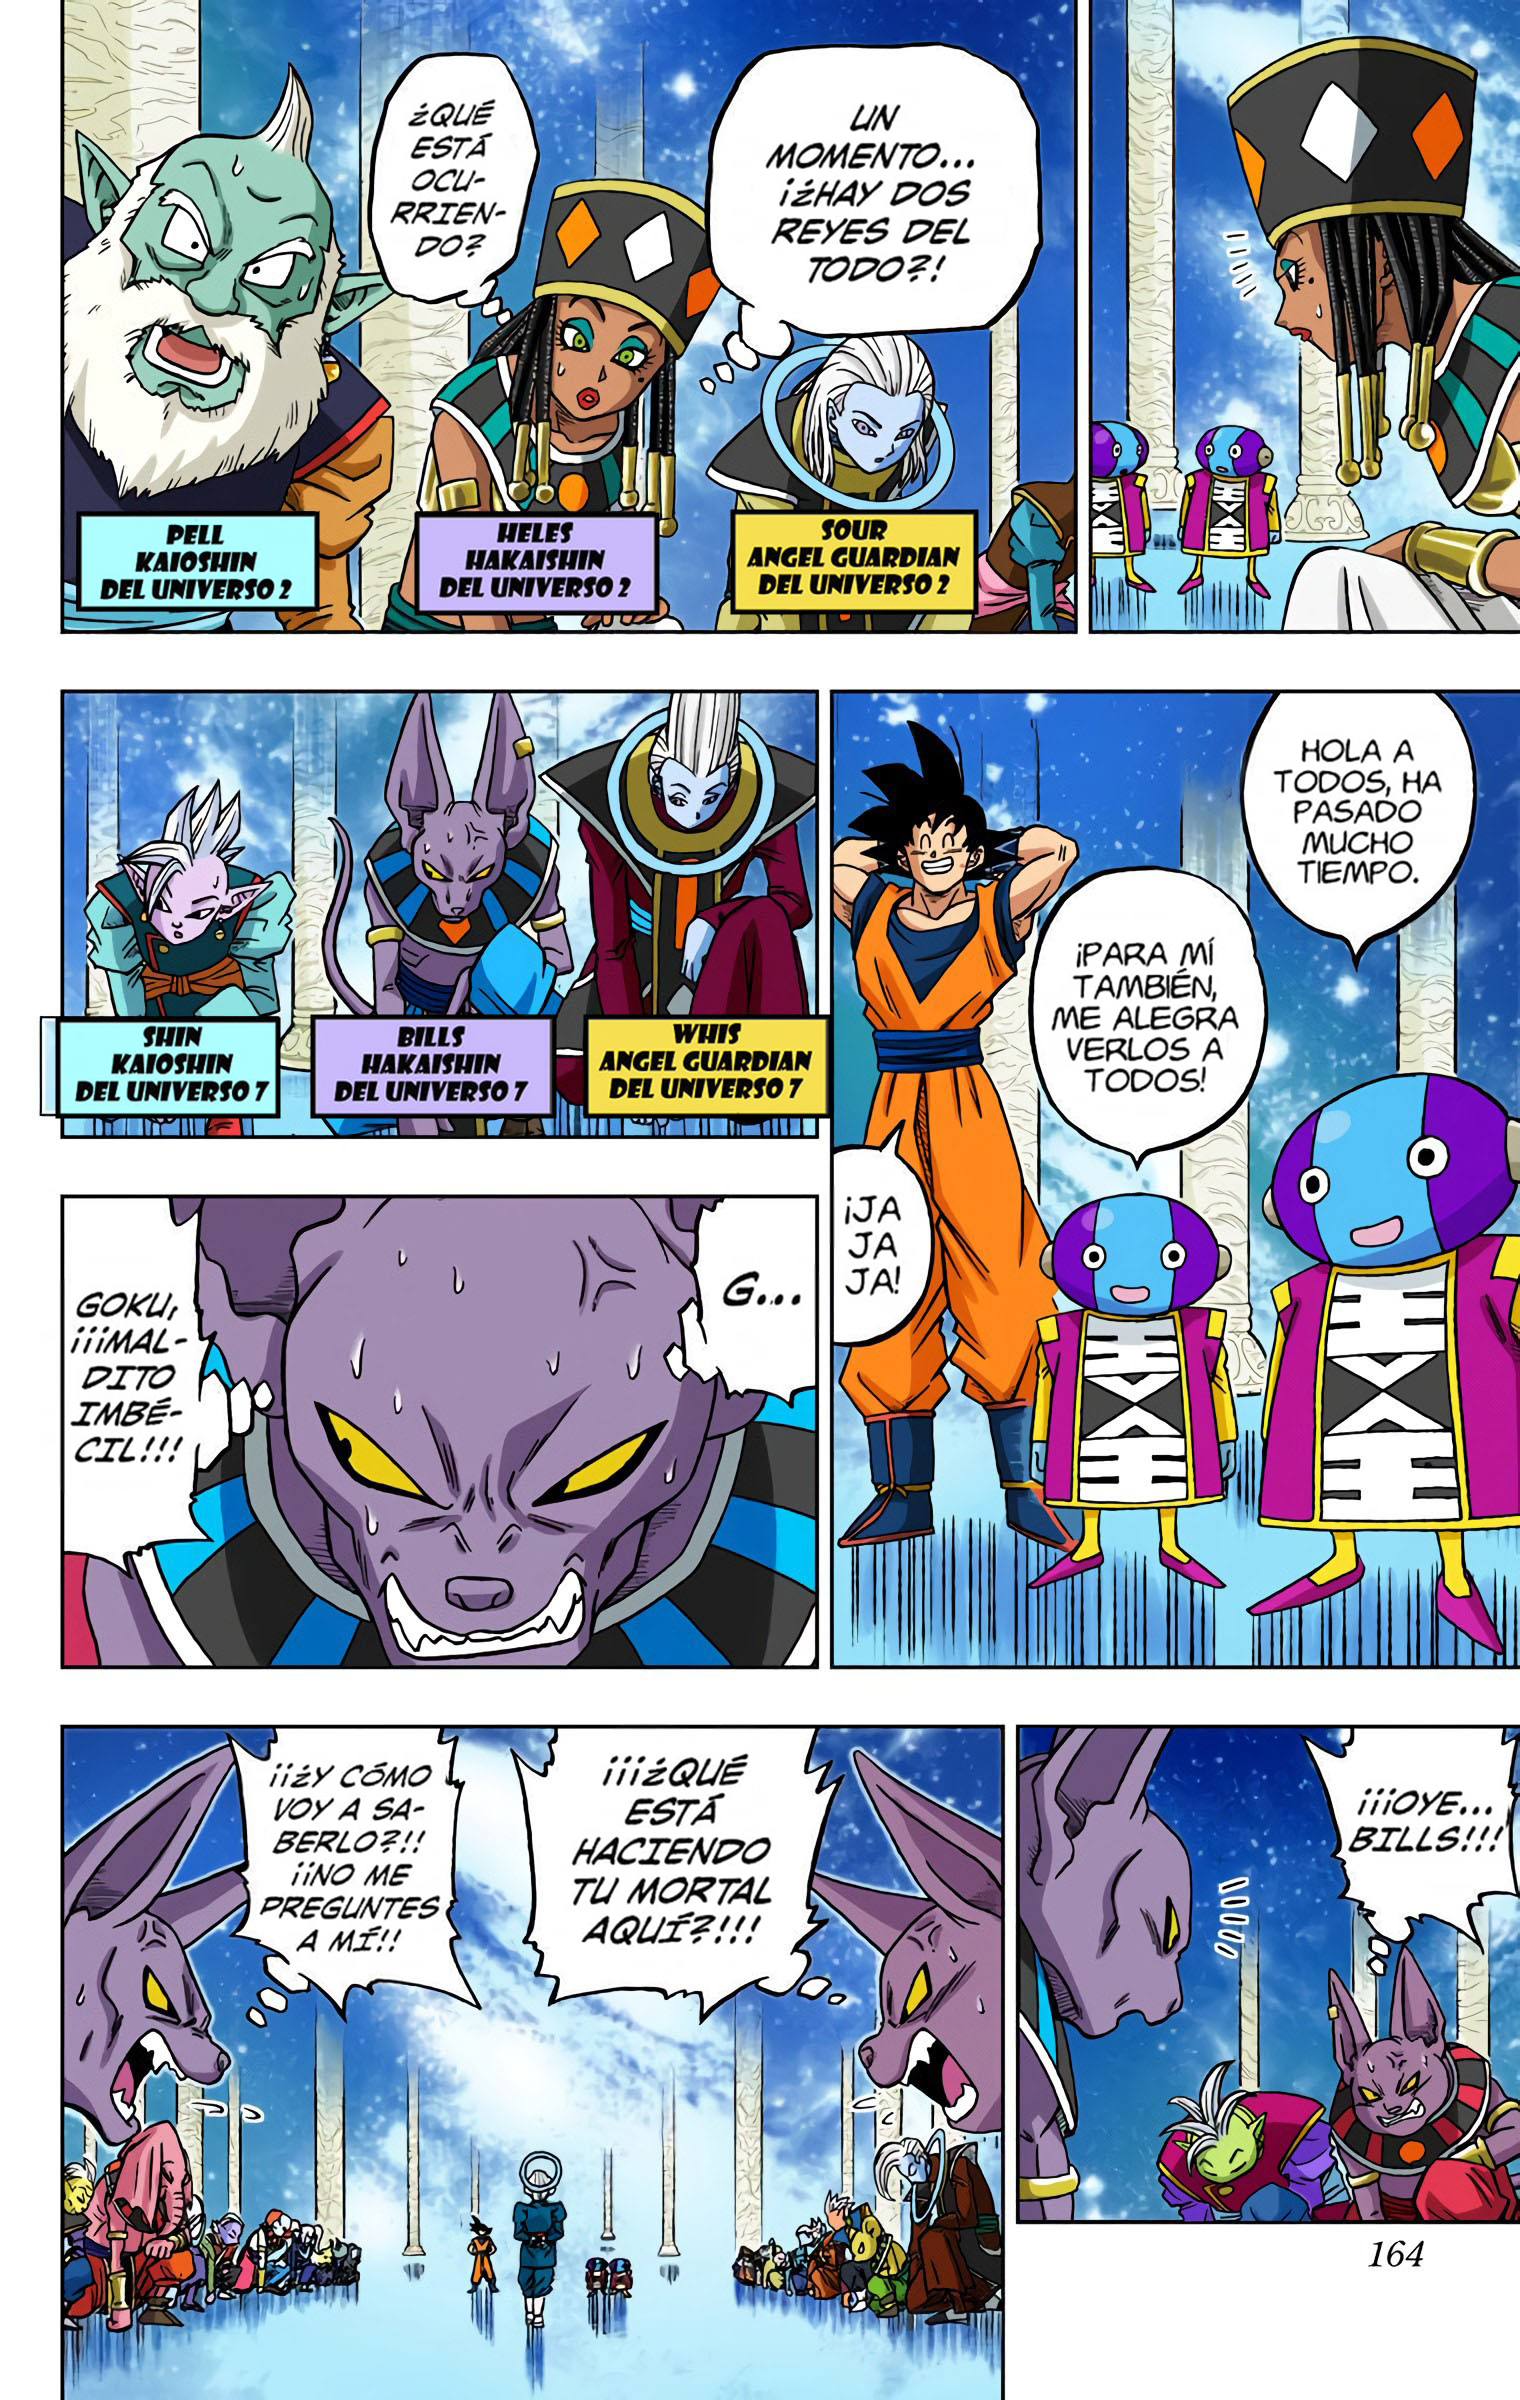 UN
MOMENTO...
¡¿HAY DOS
REYES DEL
TODO?!
¿QUÉ
ESTÁ
OCU-
RRIEN-
DO?
SOUR
ANGEL GUARDIAN
DEL UNIVERSO 2
HELES
HAKAISHIN
DEL UNIVERSO 2
PELL
KAIOSHIN
DEL UNIVERSO 2
HOLA A
TODOS, HA
PASADO
MUCHO
TIEMPO.
¡PARA MÍ
TAMBIÉN,
ME ALEGRA
VERLOS A
TODOS!
¡JA
JA
JA!
WHIS
ANGEL GUARDIAN
DEL UNIVERSO 7
BILLS
HAKAISHIN
DEL UNIVERSO 7
SHIN
KAIOSHIN
DEL UNIVERSO 7
G...
GOKU,
¡¡¡MAL-
DITO
IMBÉ-
CIL!!!
¡¡¡OYE...
BILLS!!!
¡¡¡¿QUÉ
ESTÁ
HACIENDO
TU MORTAL
AQUÍ?!!!
¡¡¿Y CÓMO
VOY A SA-
BERLO?!!
¡¡NO ME
PREGUNTES
A MÍ!!
164